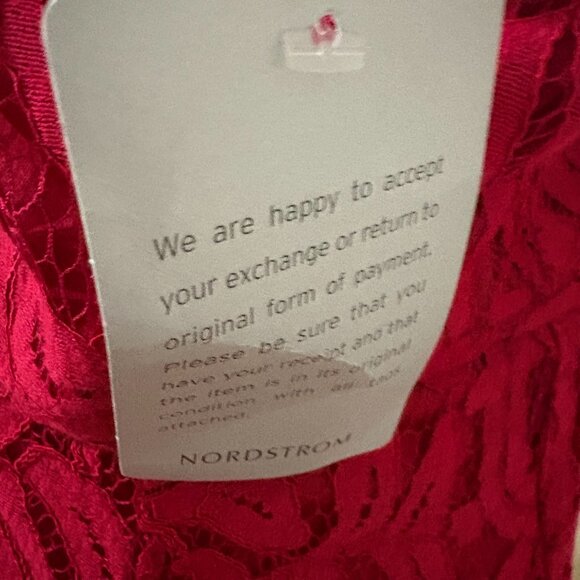 We are happy to accept
your exchange or return to
original form of payment.
Please be sure that you
have your receipt and that
the item is in its original
condition with all tags
attached.
NORDSTROM